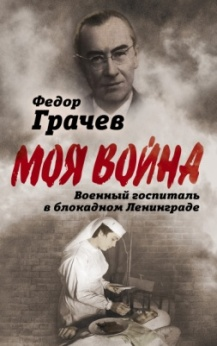 Федор
Грачев
МОЯ ВОЙНА
Военный госпиталь
в блокадном Ленинграде